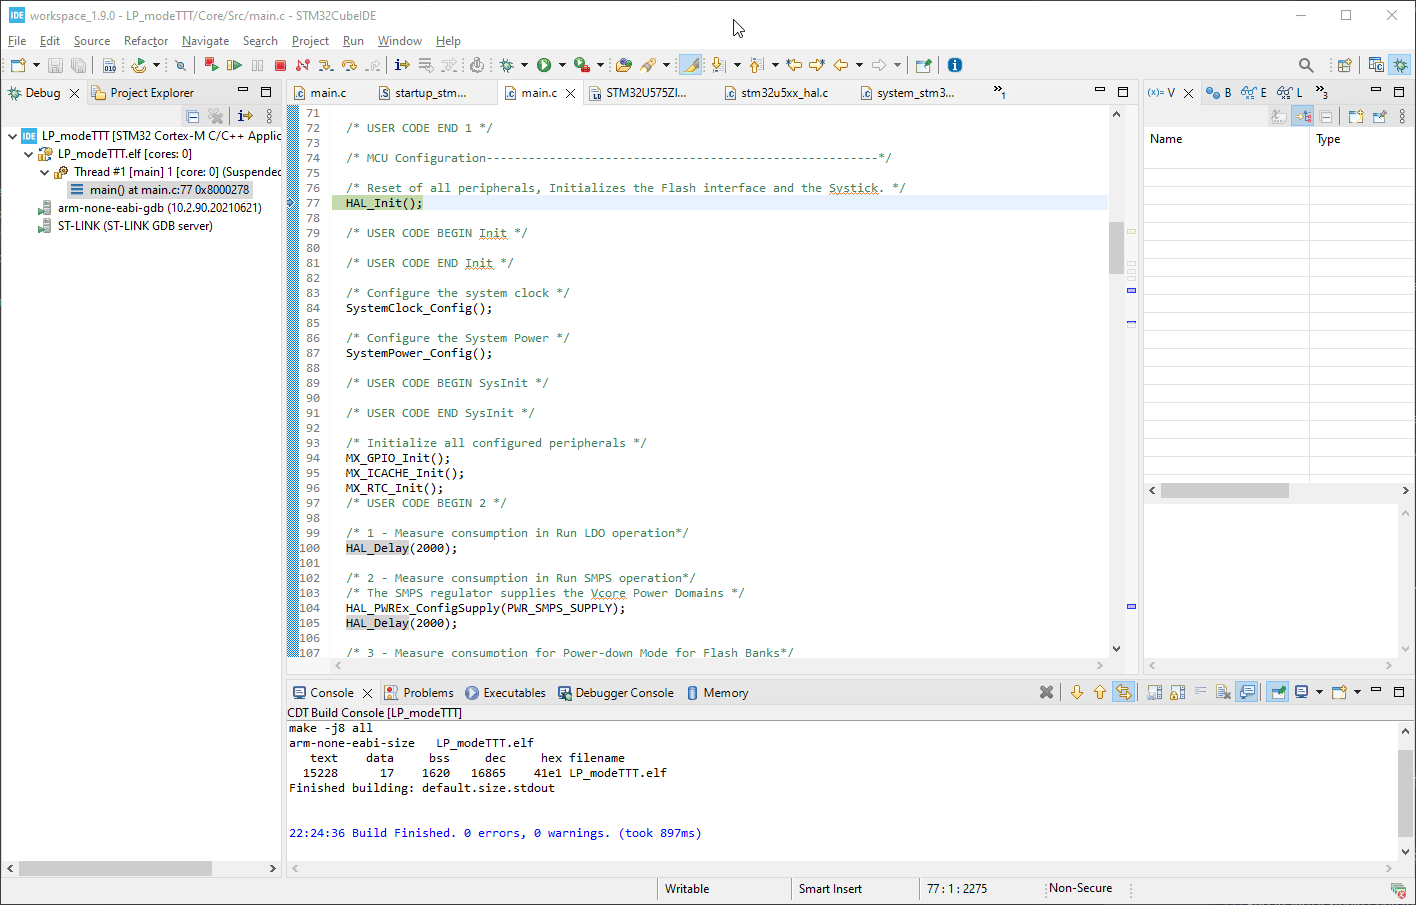 workspace_1.9.0 - LP_modeTTT/Core/Src/main.c - STM32CubeIDE
File Edit Source Refactor Navigate Search Project Run Window Help
Debug Project Explorer
LP_modeTTT [STM32 Cortex-M C/C++ Applic
LP_modeTTT.elf [cores: 0]
Thread #1 [main] 1 [core: 0] (Suspended
main() at main.c:77 0x8000278
arm-none-eabi-gdb (10.2.90.20210621)
ST-LINK (ST-LINK GDB server)
main.c startup_stm... main.c STM32U575ZI... stm32u5xx_hal.c system_stm3... »1
71
72 /* USER CODE END 1 */
73
74 /* MCU Configuration--------------------------------------------------------*/
75
76 /* Reset of all peripherals, Initializes the Flash interface and the Systick. */
77 HAL_Init();
78
79 /* USER CODE BEGIN Init */
80
81 /* USER CODE END Init */
82
83 /* Configure the system clock */
84 SystemClock_Config();
85
86 /* Configure the System Power */
87 SystemPower_Config();
88
89 /* USER CODE BEGIN SysInit */
90
91 /* USER CODE END SysInit */
92
93 /* Initialize all configured peripherals */
94 MX_GPIO_Init();
95 MX_ICACHE_Init();
96 MX_RTC_Init();
97 /* USER CODE BEGIN 2 */
98
99 /* 1 - Measure consumption in Run LDO operation*/
100 HAL_Delay(2000);
101
102 /* 2 - Measure consumption in Run SMPS operation*/
103 /* The SMPS regulator supplies the Vcore Power Domains */
104 HAL_PWREx_ConfigSupply(PWR_SMPS_SUPPLY);
105 HAL_Delay(2000);
106
107 /* 3 - Measure consumption for Power-down Mode for Flash Banks*/
(x)= V B E L »3
Name Type
Console Problems Executables Debugger Console Memory
CDT Build Console [LP_modeTTT]
make -j8 all
arm-none-eabi-size LP_modeTTT.elf
text data bss dec hex filename
15228 17 1620 16865 41e1 LP_modeTTT.elf
Finished building: default.size.stdout
22:24:36 Build Finished. 0 errors, 0 warnings. (took 897ms)
Writable Smart Insert 77 : 1 : 2275 Non-Secure